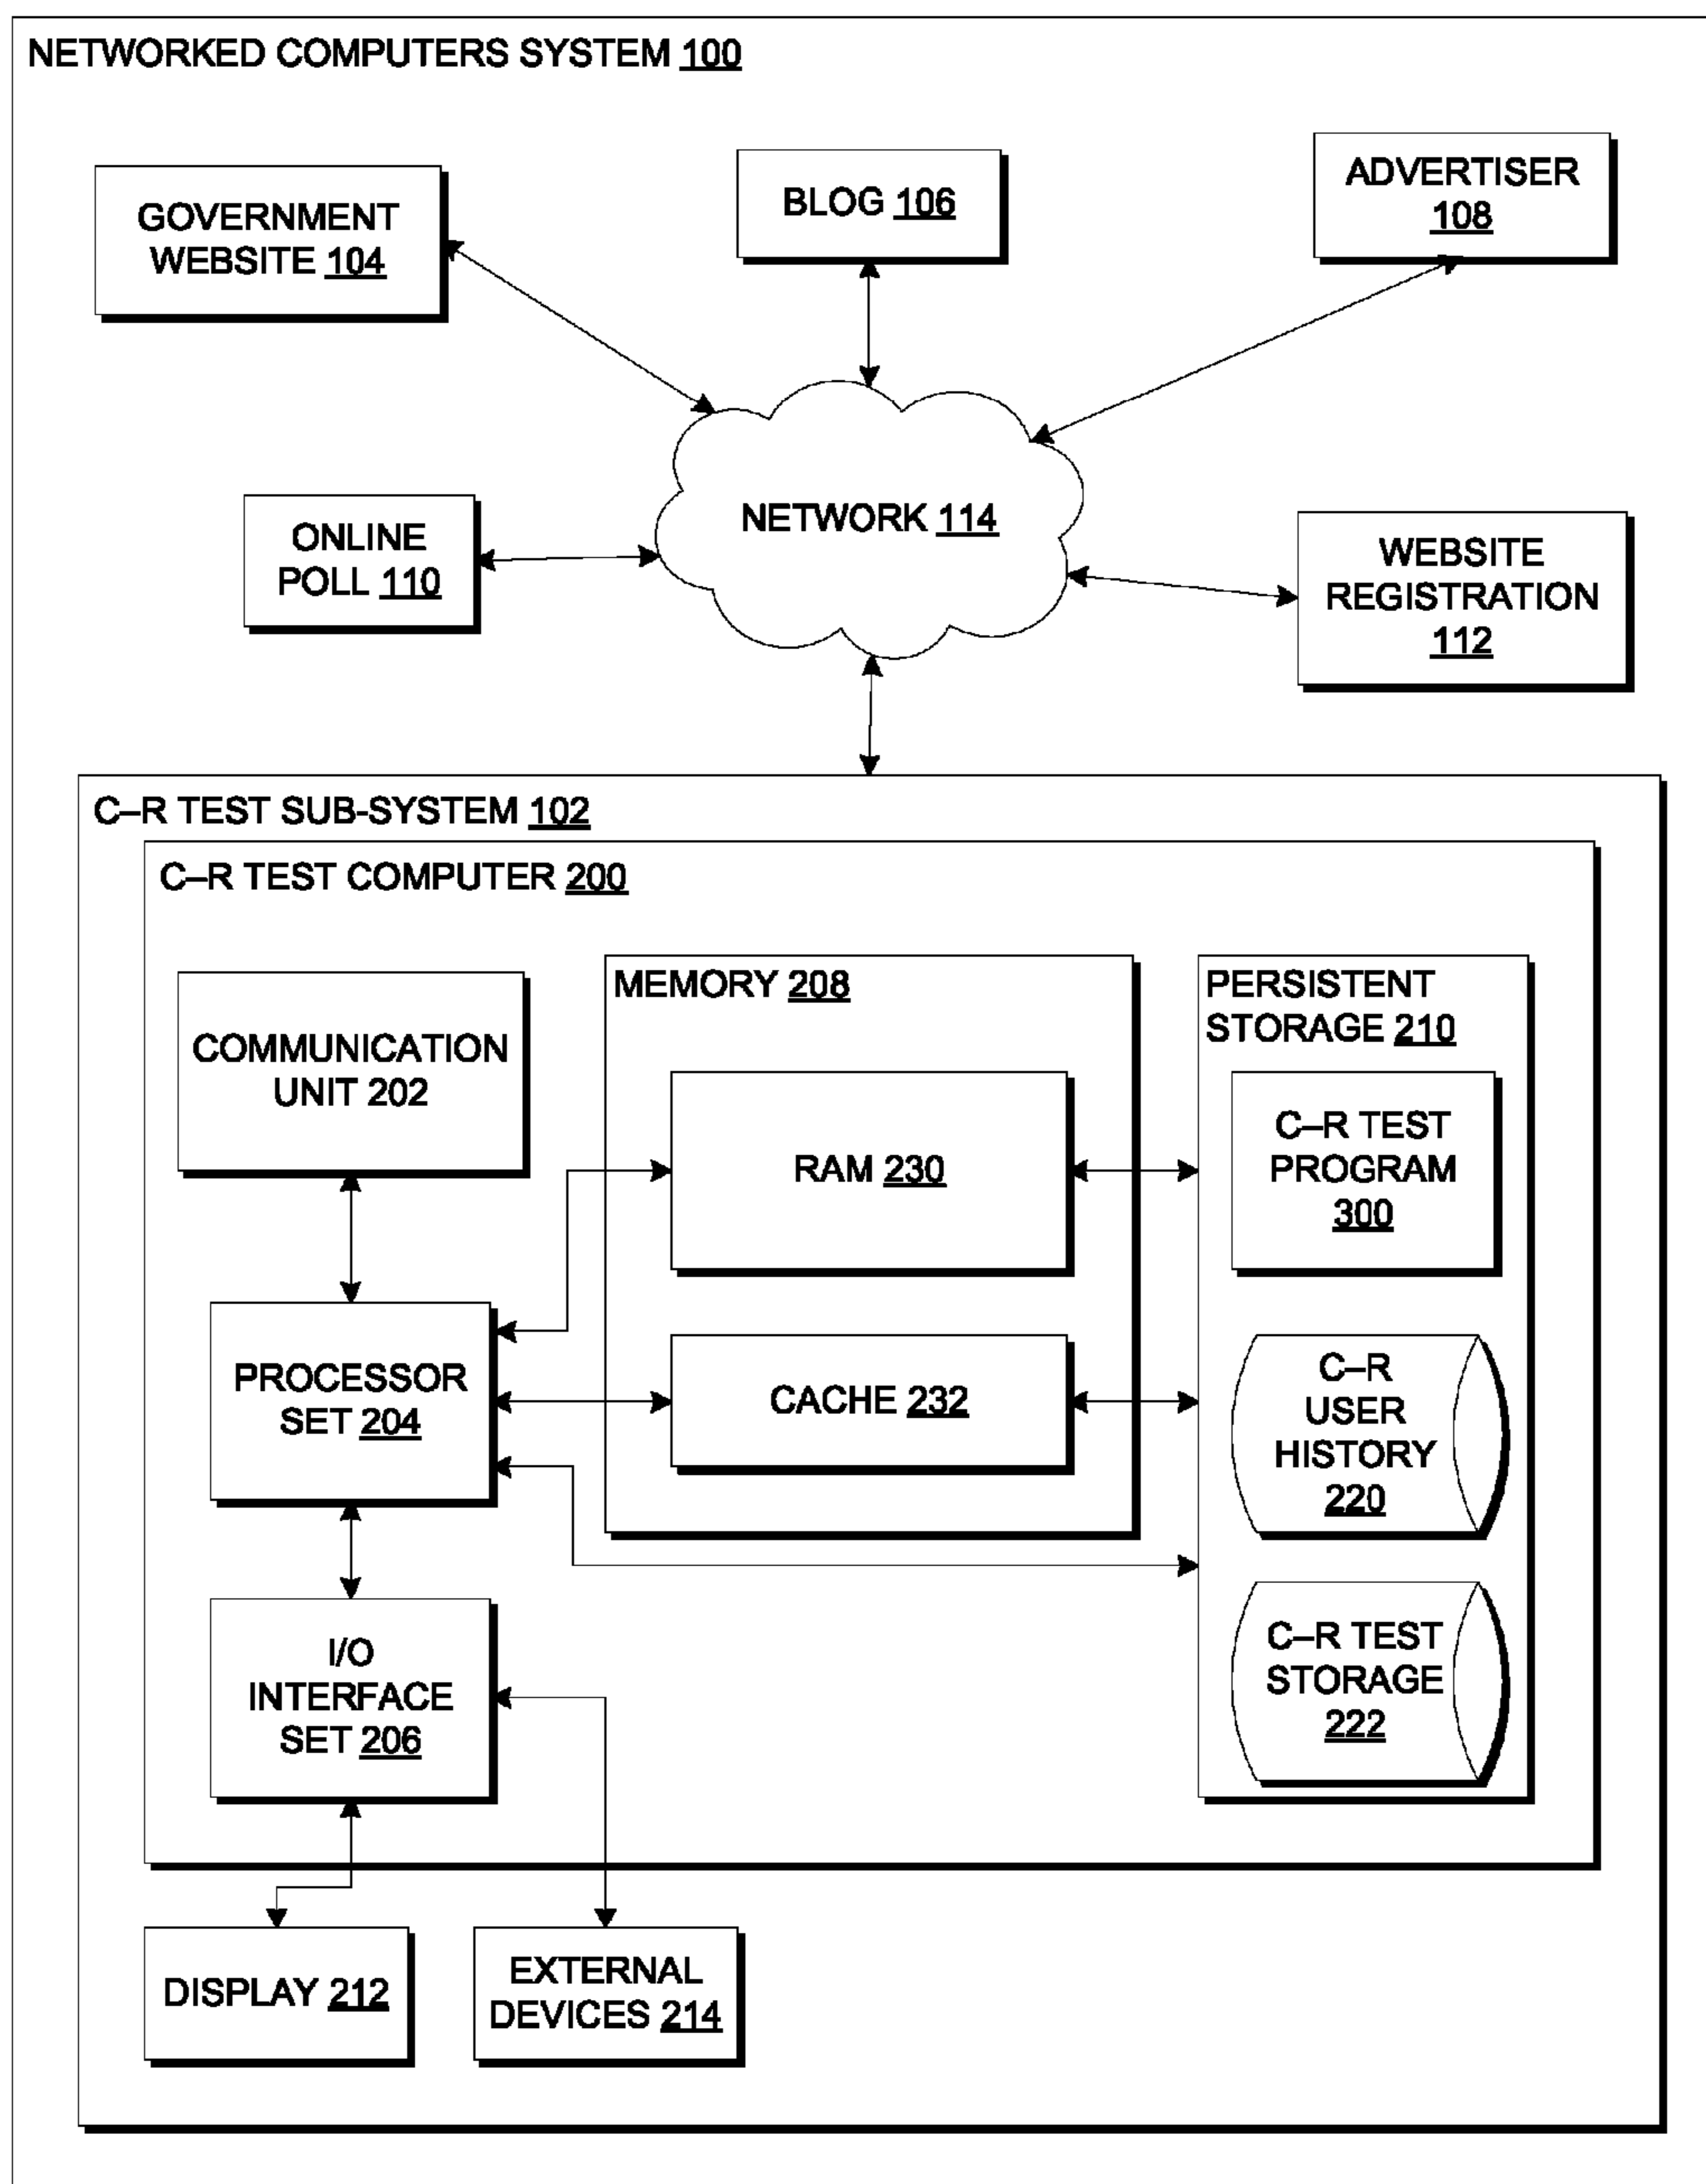 NETWORKED COMPUTERS SYSTEM 100
GOVERNMENT
WEBSITE 104
BLOG 106
ADVERTISER
108
ONLINE
POLL 110
NETWORK 114
WEBSITE
REGISTRATION
112
C–R TEST SUB-SYSTEM 102
C–R TEST COMPUTER 200
COMMUNICATION
UNIT 202
MEMORY 208
RAM 230
CACHE 232
PERSISTENT
STORAGE 210
C–R TEST
PROGRAM
300
C–R
USER
HISTORY
220
C–R TEST
STORAGE
222
PROCESSOR
SET 204
I/O
INTERFACE
SET 206
DISPLAY 212
EXTERNAL
DEVICES 214